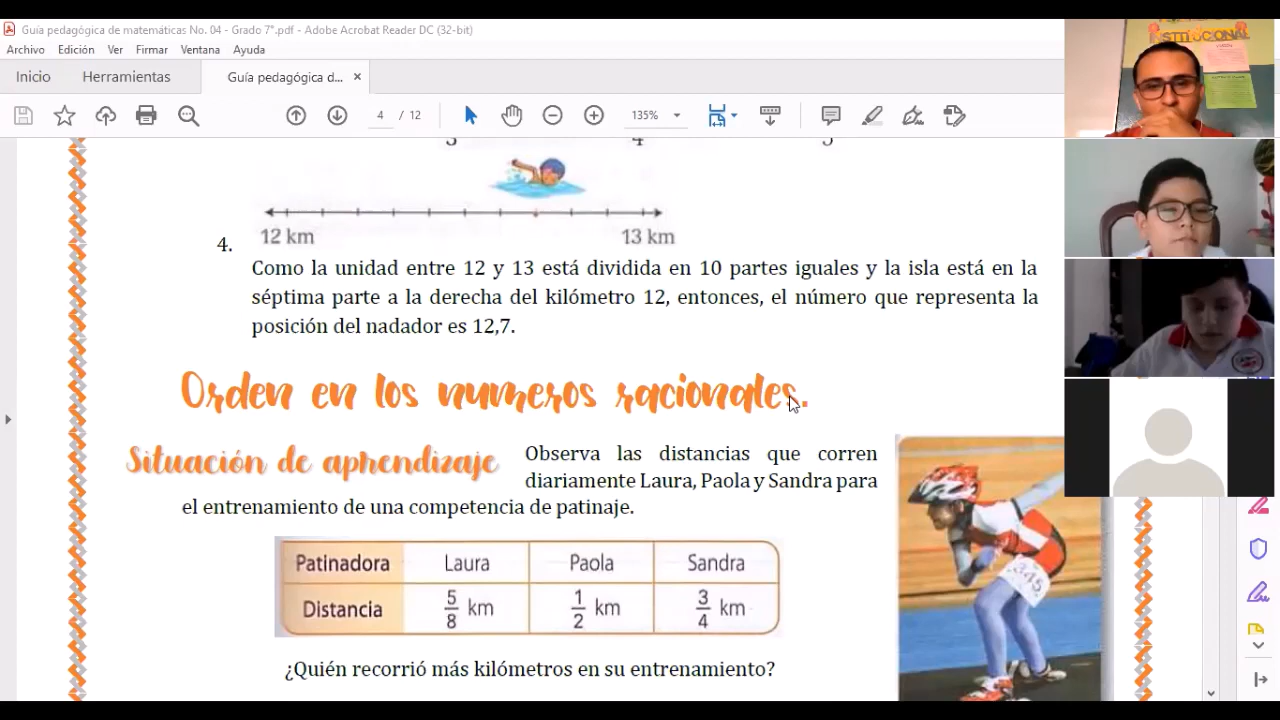 Guía pedagógica de matemáticas No. 04 - Grado 7°.pdf - Adobe Acrobat Reader DC (32-bit)
Archivo Edición Ver Firmar Ventana Ayuda
Inicio Herramientas Guía pedagógica d... ×
4 / 12 135%
3 4 5
12 km 13 km
4.
Como la unidad entre 12 y 13 está dividida en 10 partes iguales y la isla está en la
séptima parte a la derecha del kilómetro 12, entonces, el número que representa la
posición del nadador es 12,7.
Orden en los numeros racionales.
Situación de aprendizaje Observa las distancias que corren
diariamente Laura, Paola y Sandra para
el entrenamiento de una competencia de patinaje.
Patinadora Laura Paola Sandra
Distancia 5/8 km 1/2 km 3/4 km
¿Quién recorrió más kilómetros en su entrenamiento?
345
INSTITUCIONAL